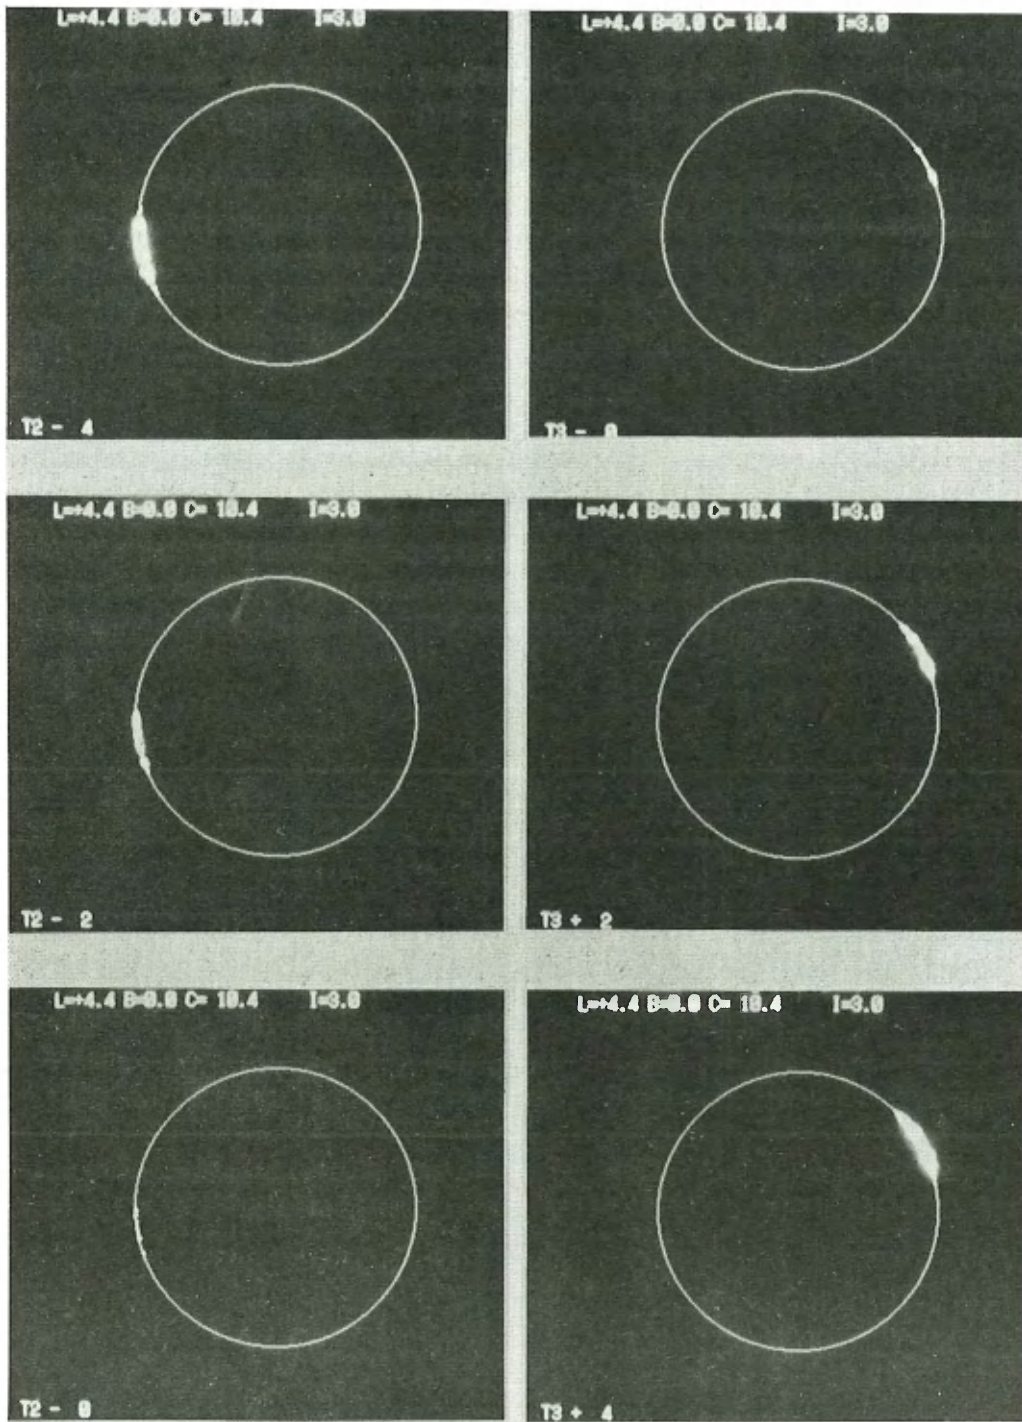 L=+4.4 B=0.0 C= 10.4 I=3.0
T2 - 4
L=+4.4 B=0.0 C= 10.4 I=3.0
T3 - 0
L=+4.4 B=0.0 C= 10.4 I=3.0
T2 - 2
L=+4.4 B=0.0 C= 10.4 I=3.0
T3 + 2
L=+4.4 B=0.0 C= 10.4 I=3.0
T2 - 0
L=+4.4 B=0.0 C= 10.4 I=3.0
T3 + 4